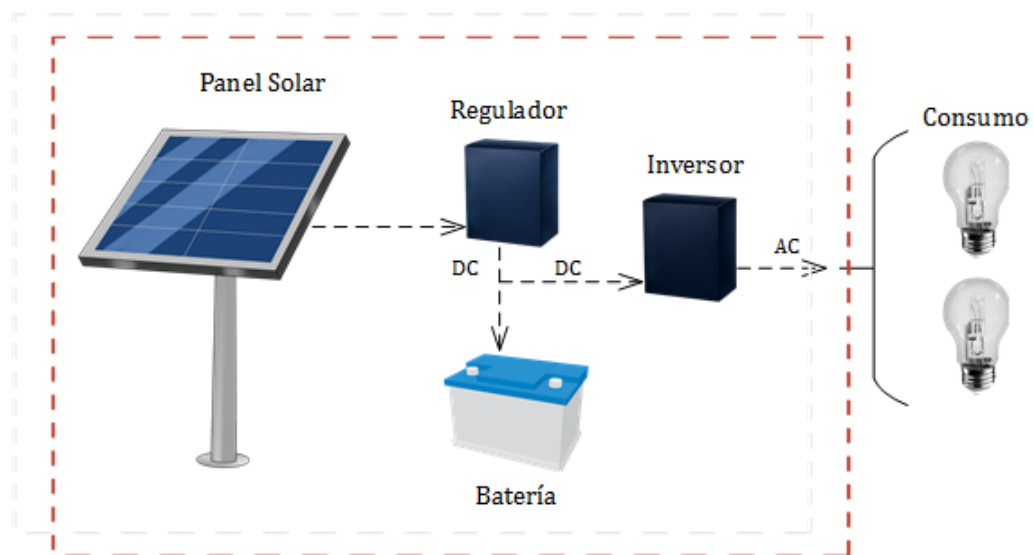 Panel Solar
Regulador
Consumo
Inversor
AC
DC
DC
Batería